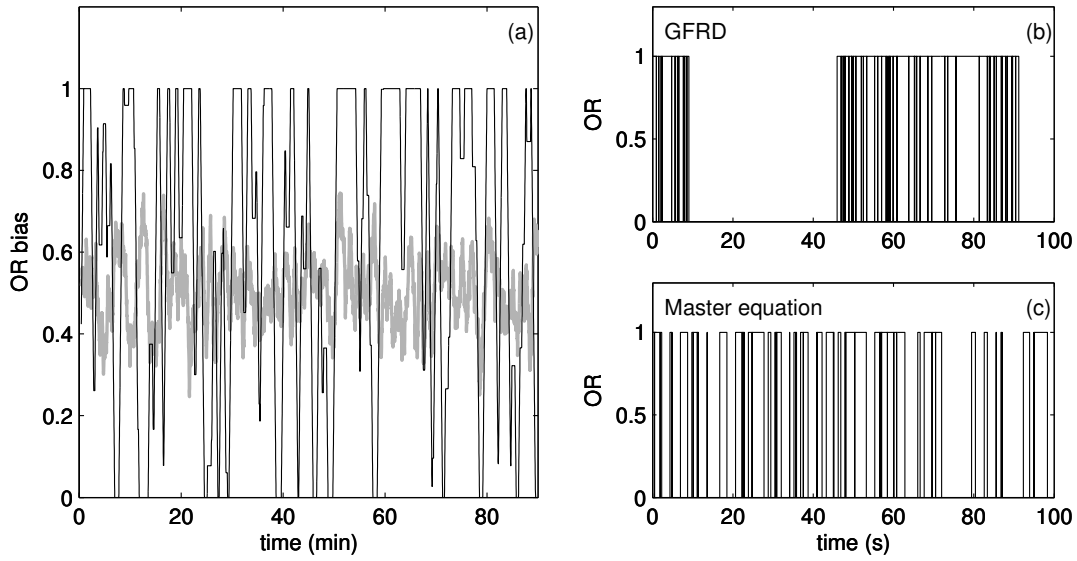 (a)
1
0.8
0.6
0.4
0.2
0
OR bias
0 20 40 60 80
time (min)
GFRD (b)
1
0.5
0
OR
0 20 40 60 80 100
Master equation (c)
1
0.5
0
OR
0 20 40 60 80 100
time (s)